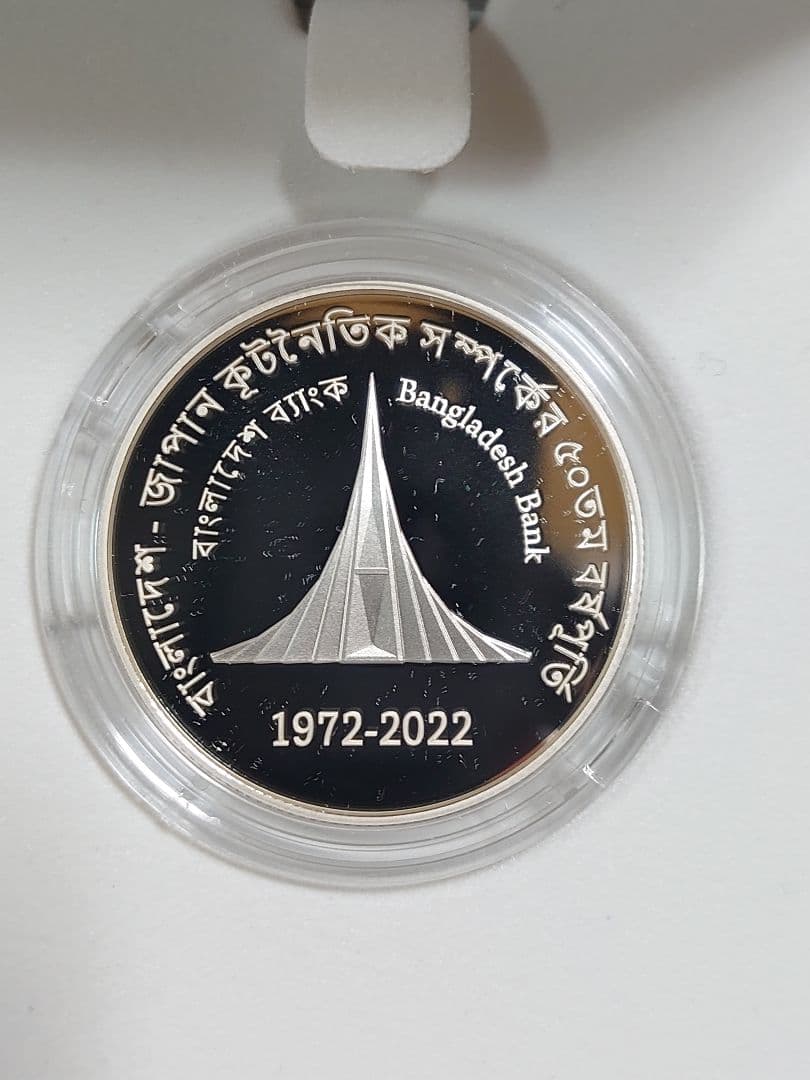 বাংলাদেশ - জাপান কূটনৈতিক সম্পর্কের ৫০তম বর্ষপূর্তি
বাংলাদেশ ব্যাংক
Bangladesh Bank
1972-2022